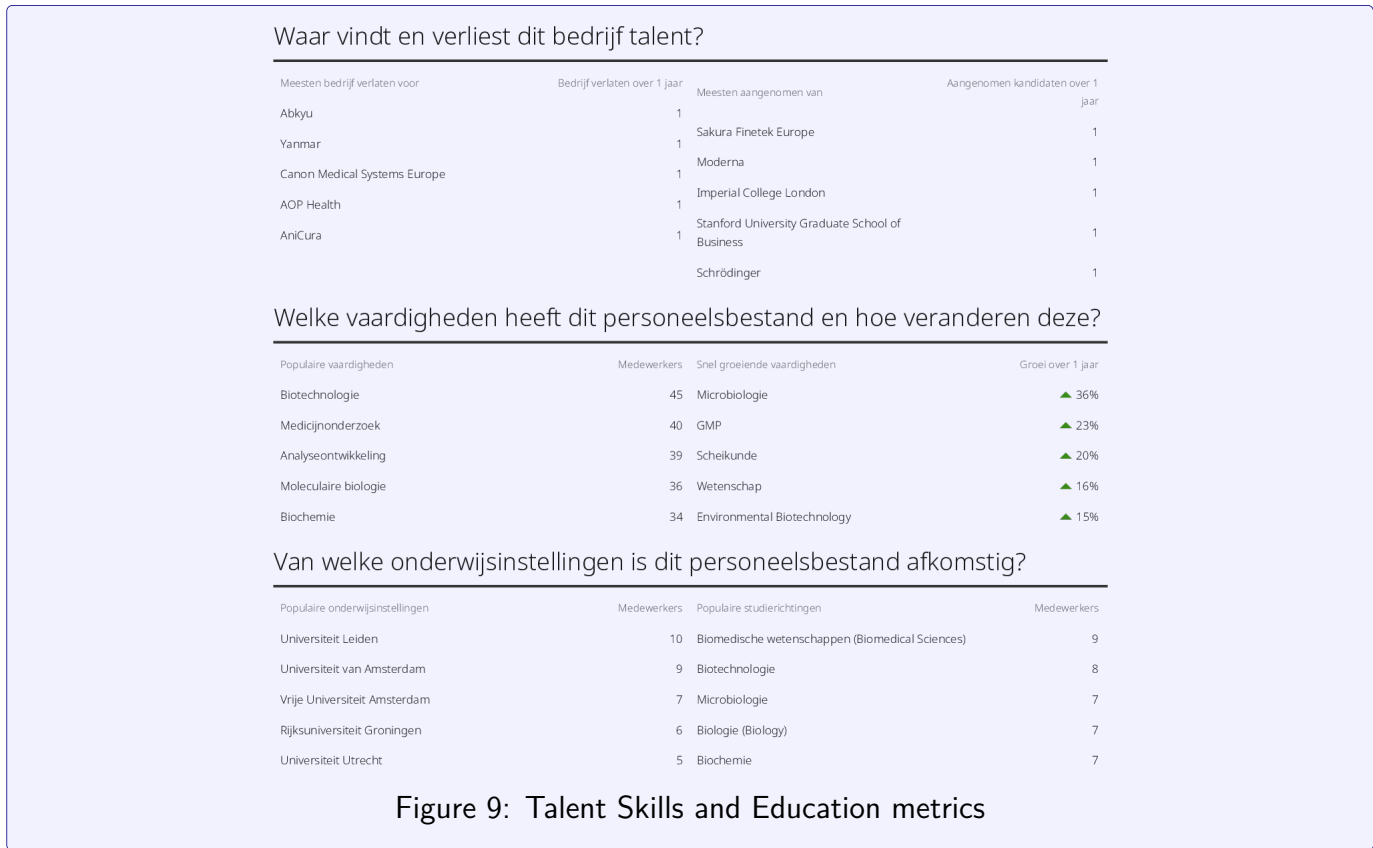 Waar vindt en verliest dit bedrijf talent?
Meesten bedrijf verlaten voor Bedrijf verlaten over 1 jaar
Abkyu 1
Yanmar 1
Canon Medical Systems Europe 1
AOP Health 1
AniCura 1
Meesten aangenomen van Aangenomen kandidaten over 1
jaar
Sakura Finetek Europe 1
Moderna 1
Imperial College London 1
Stanford University Graduate School of
Business 1
Schrödinger 1
Welke vaardigheden heeft dit personeelsbestand en hoe veranderen deze?
Populaire vaardigheden Medewerkers
Biotechnologie 45
Medicijnonderzoek 40
Analyseontwikkeling 39
Moleculaire biologie 36
Biochemie 34
Snel groeiende vaardigheden Groei over 1 jaar
Microbiologie 36%
GMP 23%
Scheikunde 20%
Wetenschap 16%
Environmental Biotechnology 15%
Van welke onderwijsinstellingen is dit personeelsbestand afkomstig?
Populaire onderwijsinstellingen Medewerkers
Universiteit Leiden 10
Universiteit van Amsterdam 9
Vrije Universiteit Amsterdam 7
Rijksuniversiteit Groningen 6
Universiteit Utrecht 5
Populaire studierichtingen Medewerkers
Biomedische wetenschappen (Biomedical Sciences) 9
Biotechnologie 8
Microbiologie 7
Biologie (Biology) 7
Biochemie 7
Figure 9: Talent Skills and Education metrics